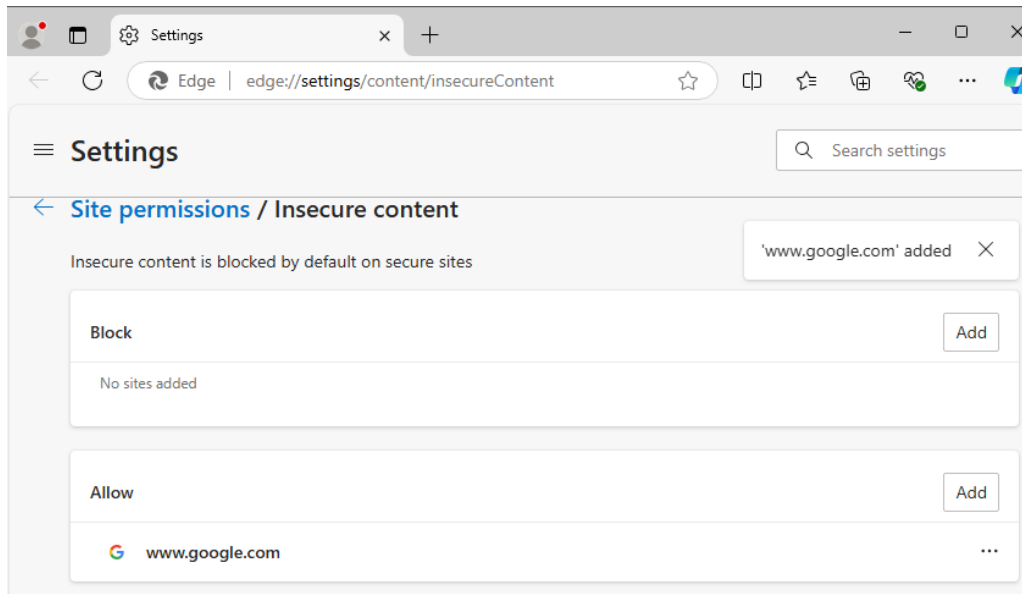 Settings
Edge | edge://settings/content/insecureContent
Settings
Search settings
Site permissions / Insecure content
'www.google.com' added
Insecure content is blocked by default on secure sites
Block
Add
No sites added
Allow
Add
www.google.com